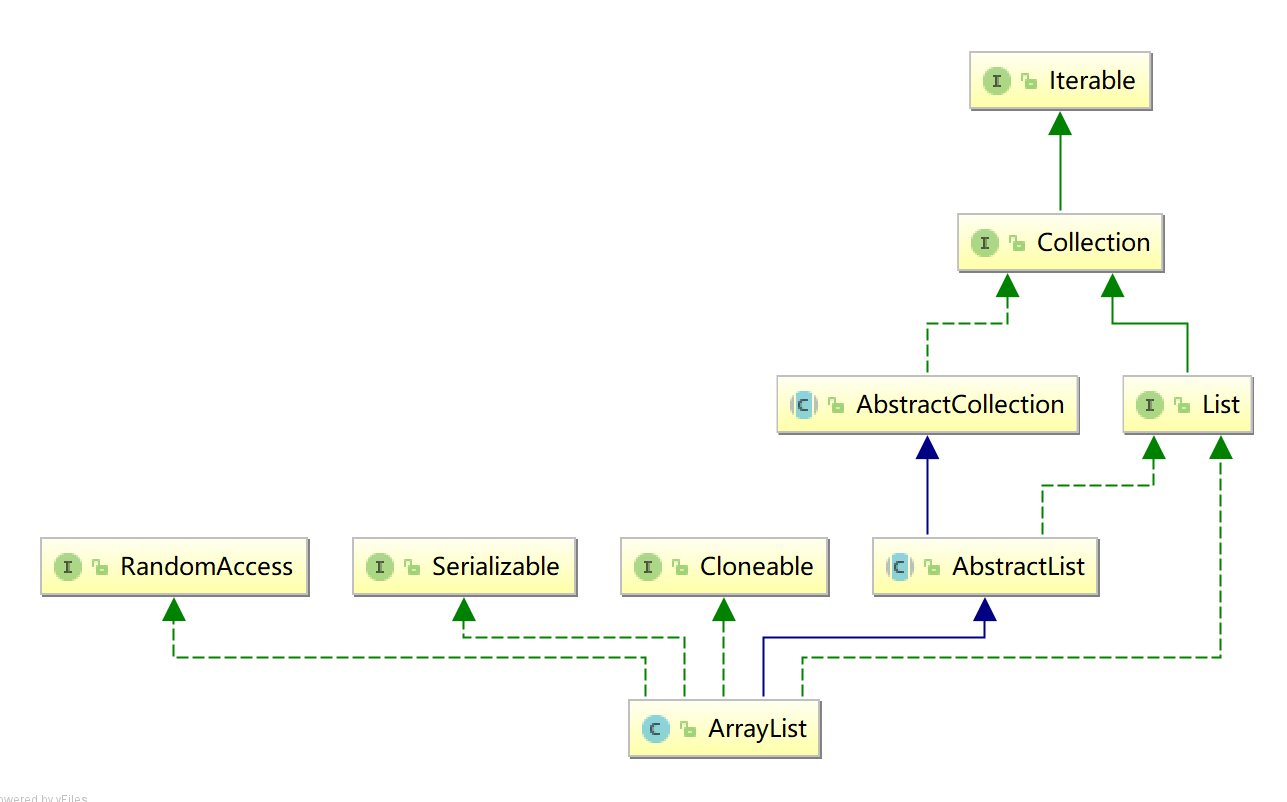 Iterable
Collection
AbstractCollection
List
RandomAccess
Serializable
Cloneable
AbstractList
ArrayList
owered by yFiles